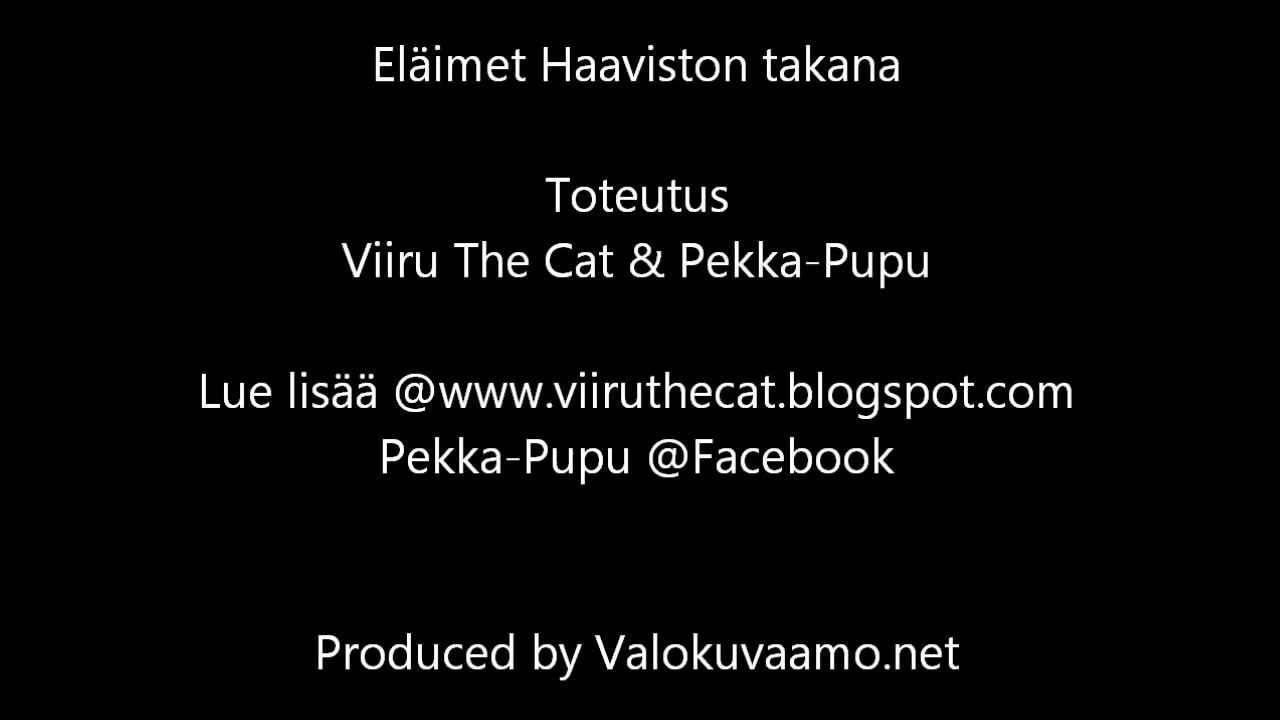 Eläimet Haaviston takana
Toteutus
Viiru The Cat & Pekka-Pupu
Lue lisää @www.viiruthecat.blogspot.com
Pekka-Pupu @Facebook
Produced by Valokuvaamo.net